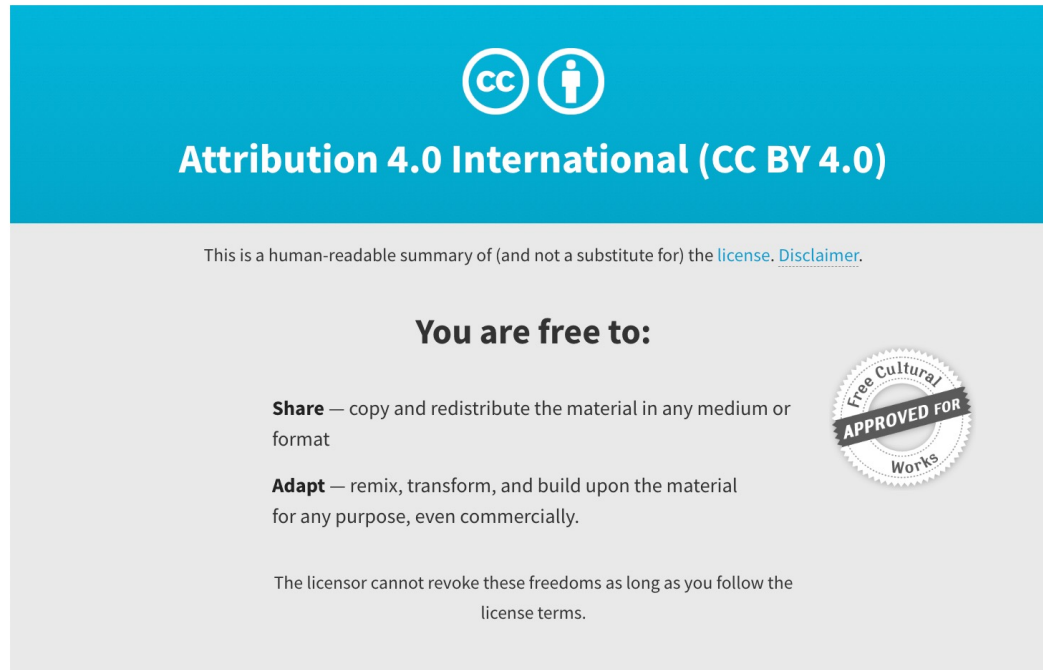 cc
Attribution 4.0 International (CC BY 4.0)
This is a human-readable summary of (and not a substitute for) the license. Disclaimer.
You are free to:
Share — copy and redistribute the material in any medium or
format
Adapt — remix, transform, and build upon the material
for any purpose, even commercially.
Free Cultural
APPROVED FOR
Works
The licensor cannot revoke these freedoms as long as you follow the
license terms.